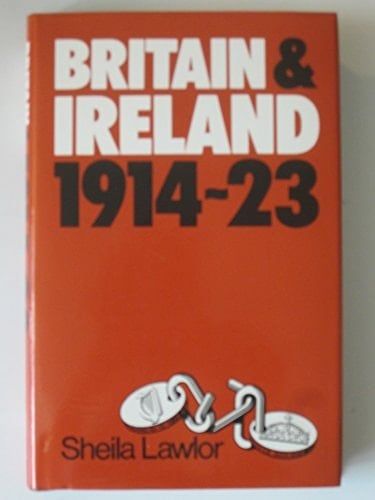 BRITAIN &
IRELAND
1914-23
Sheila Lawlor